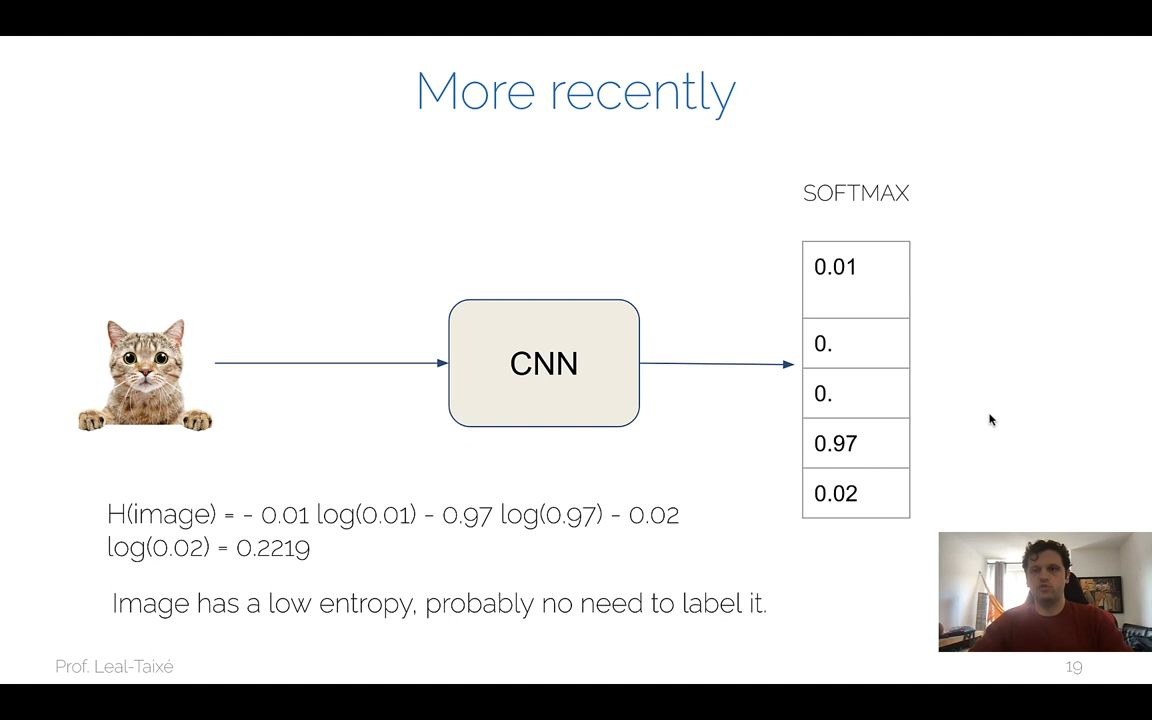 More recently
SOFTMAX
0.01
0.
0.
0.97
0.02
CNN
H(image) = - 0.01 log(0.01) - 0.97 log(0.97) - 0.02
log(0.02) = 0.2219
Image has a low entropy, probably no need to label it.
Prof. Leal-Taixé
19